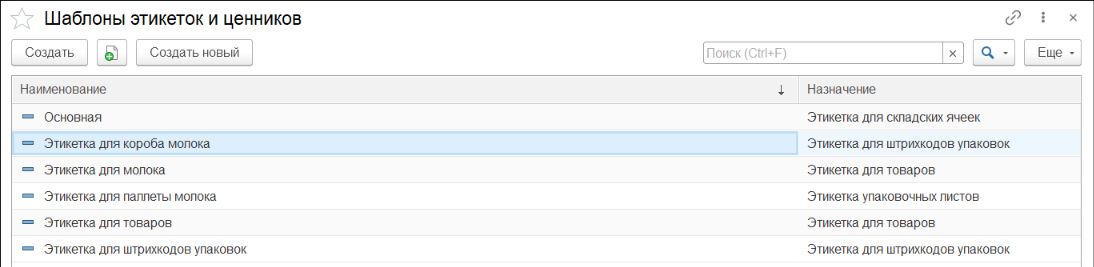 Шаблоны этикеток и ценников
Создать Создать новый Поиск (Ctrl+F) Еще
Наименование Назначение
Основная Этикетка для складских ячеек
Этикетка для короба молока Этикетка для штрихкодов упаковок
Этикетка для молока Этикетка для товаров
Этикетка для паллеты молока Этикетка упаковочных листов
Этикетка для товаров Этикетка для товаров
Этикетка для штрихкодов упаковок Этикетка для штрихкодов упаковок